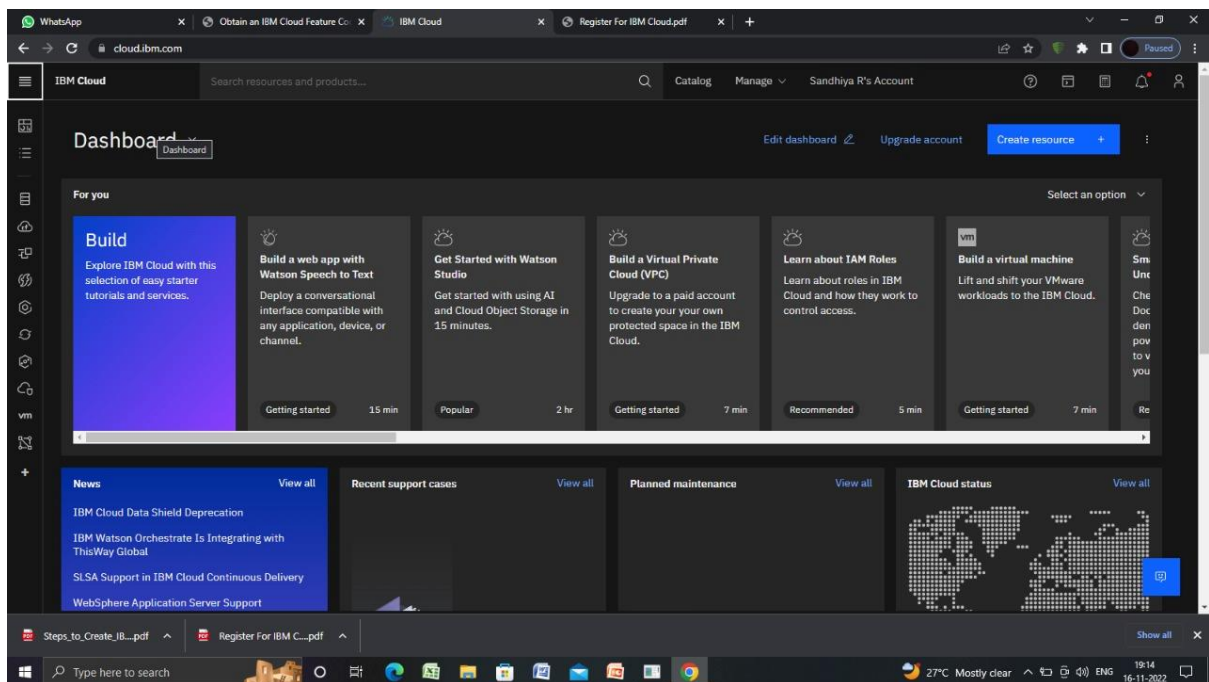 WhatsApp
Obtain an IBM Cloud Feature Co
IBM Cloud
Register For IBM Cloud.pdf
cloud.ibm.com
Paused
IBM Cloud
Search resources and products...
Catalog
Manage
Sandhiya R's Account
Dashboard
Dashboard
Edit dashboard
Upgrade account
Create resource +
For you
Select an option
Build
Explore IBM Cloud with this
selection of easy starter
tutorials and services.
Build a web app with
Watson Speech to Text
Deploy a conversational
interface compatible with
any application, device, or
channel.
Getting started 15 min
Get Started with Watson
Studio
Get started with using AI
and Cloud Object Storage in
15 minutes.
Popular 2 hr
Build a Virtual Private
Cloud (VPC)
Upgrade to a paid account
to create your your own
protected space in the IBM
Cloud.
Getting started 7 min
Learn about IAM Roles
Learn about roles in IBM
Cloud and how they work to
control access.
Recommended 5 min
vm
Build a virtual machine
Lift and shift your VMware
workloads to the IBM Cloud.
Getting started 7 min
Sm
Unc
Che
Doc
den
pow
to v
you
Re
vm
News View all
IBM Cloud Data Shield Deprecation
IBM Watson Orchestrate Is Integrating with
ThisWay Global
SLSA Support in IBM Cloud Continuous Delivery
WebSphere Application Server Support
Recent support cases View all
Planned maintenance View all
IBM Cloud status View all
Steps_to_Create_IB....pdf
Register For IBM C....pdf
Show all
Type here to search
27°C Mostly clear
ENG
19:14
16-11-2022